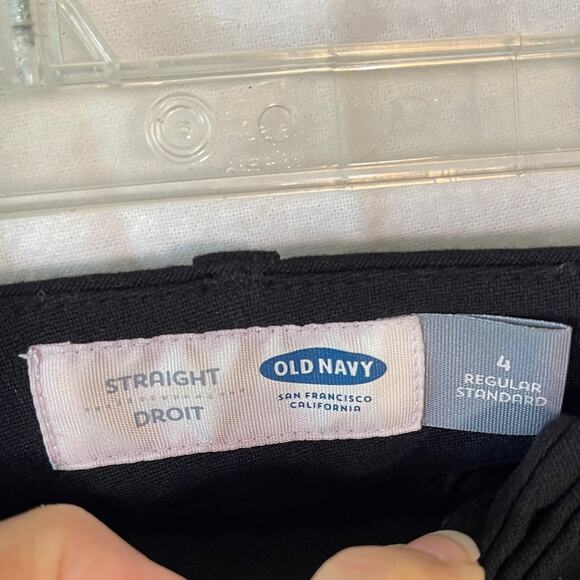 STRAIGHT
DROIT
OLD NAVY
SAN FRANCISCO
CALIFORNIA
4
REGULAR
STANDARD